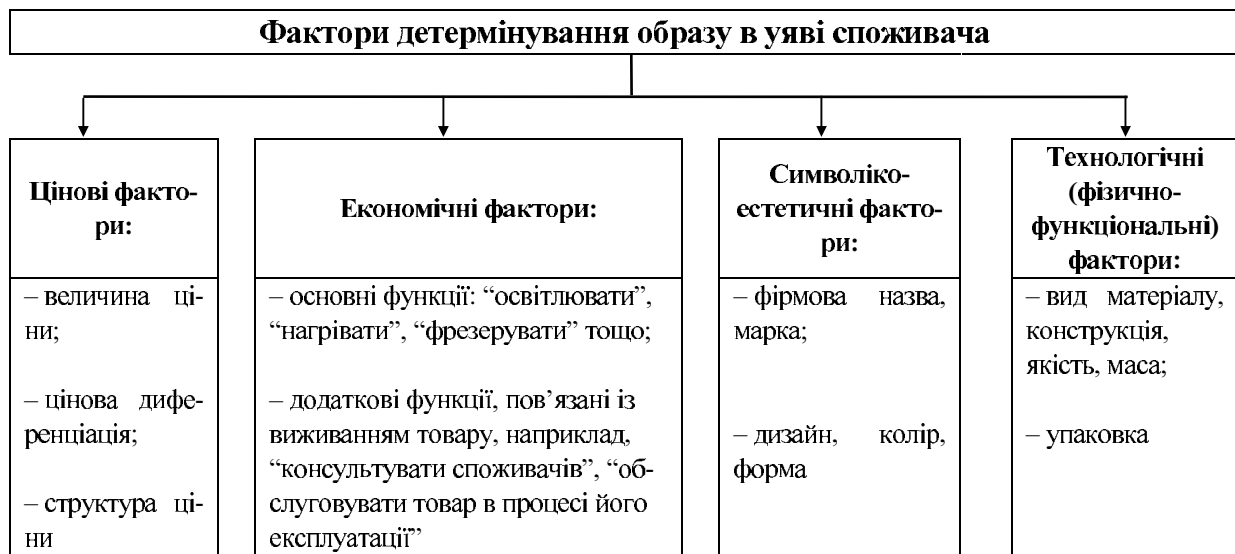 Фактори детермінування образу в уяві споживача
Цінові факто-
ри:
– величина ці-
ни;
– цінова дифе-
ренціація;
– структура ці-
ни
Економічні фактори:
– основні функції: “освітлювати”,
“нагрівати”, “фрезерувати” тощо;
– додаткові функції, пов’язані із
виживанням товару, наприклад,
“консультувати споживачів”, “об-
слуговувати товар в процесі його
експлуатації”
Символіко-
естетичні факто-
ри:
– фірмова назва,
марка;
– дизайн, колір,
форма
Технологічні
(фізично-
функціональні)
фактори:
– вид матеріалу,
конструкція,
якість, маса;
– упаковка